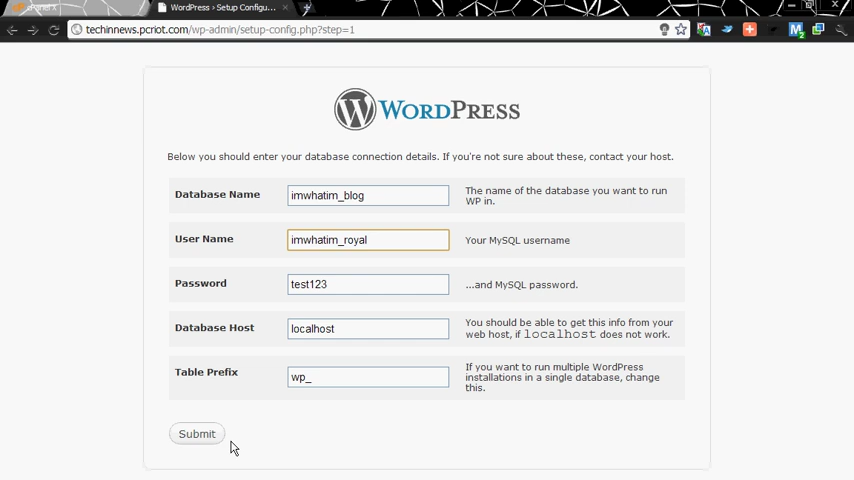 cPanel X
WordPress › Setup Configu...
techinnews.pcriot.com/wp-admin/setup-config.php?step=1
WORDPRESS
Below you should enter your database connection details. If you're not sure about these, contact your host.
Database Name
imwhatim_blog
The name of the database you want to run
WP in.
User Name
imwhatim_royal
Your MySQL username
Password
test123
...and MySQL password.
Database Host
localhost
You should be able to get this info from your
web host, if localhost does not work.
Table Prefix
wp_
If you want to run multiple WordPress
installations in a single database, change
this.
Submit